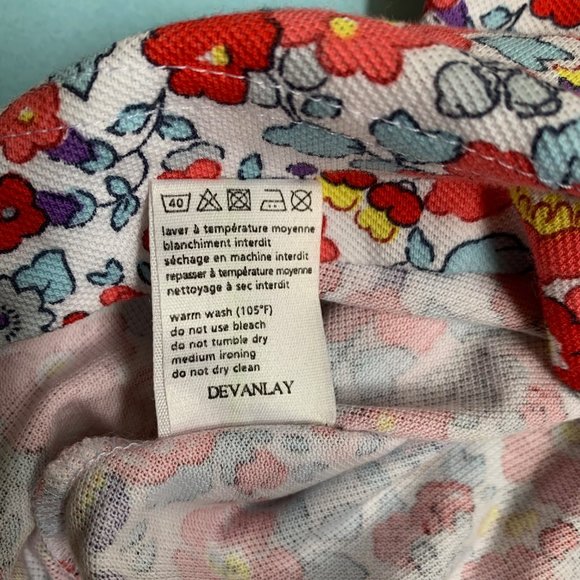 40
laver à température moyenne
blanchiment interdit
séchage en machine interdit
repasser à température moyenne
nettoyage à sec interdit
warm wash (105°F)
do not use bleach
do not tumble dry
medium ironing
do not dry clean
DEVANLAY